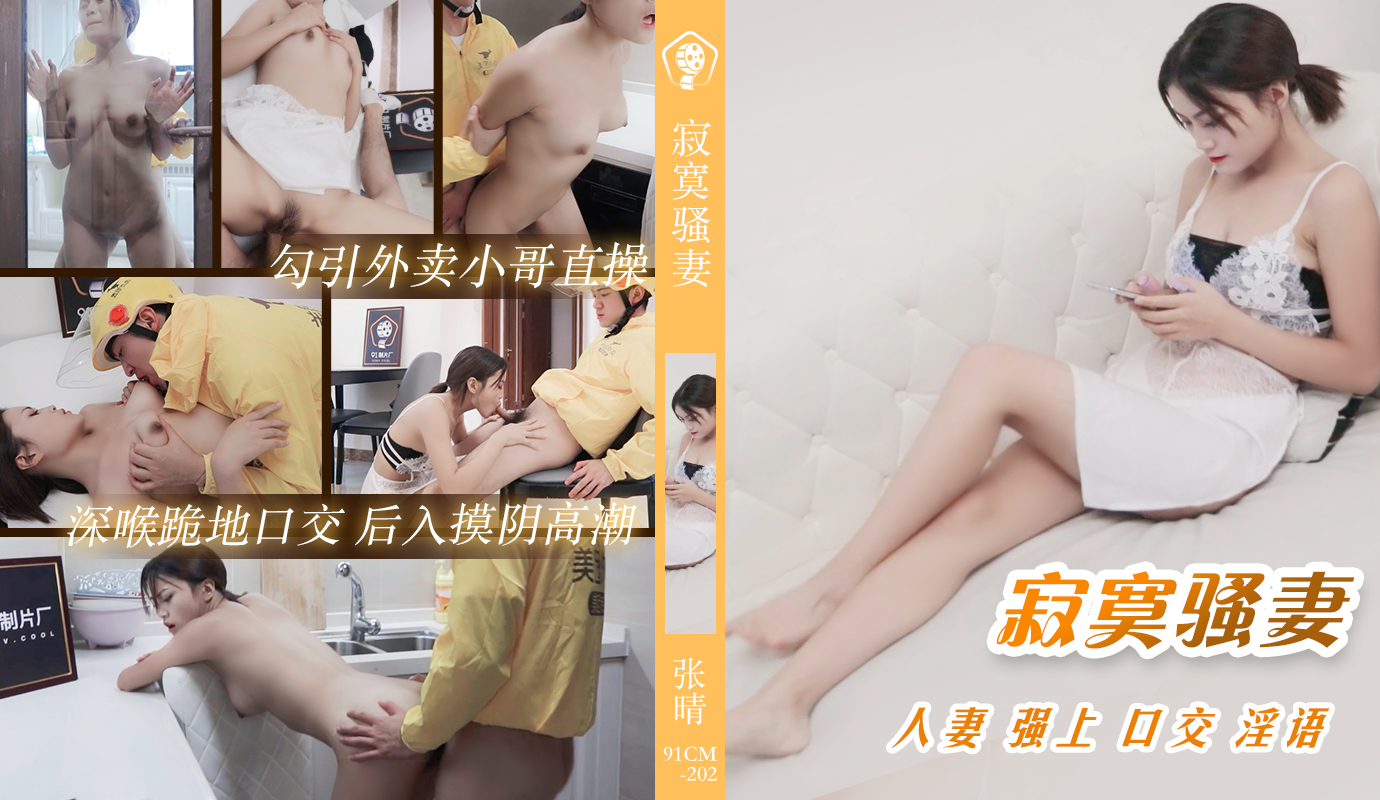 勾引外卖小哥直操
91制片厂
深喉跪地口交 后入摸阴高潮
制片厂
V.COOL
美
寂寞骚妻
张晴
91CM
-202
寂寞骚妻
人妻 强上 口交 淫语